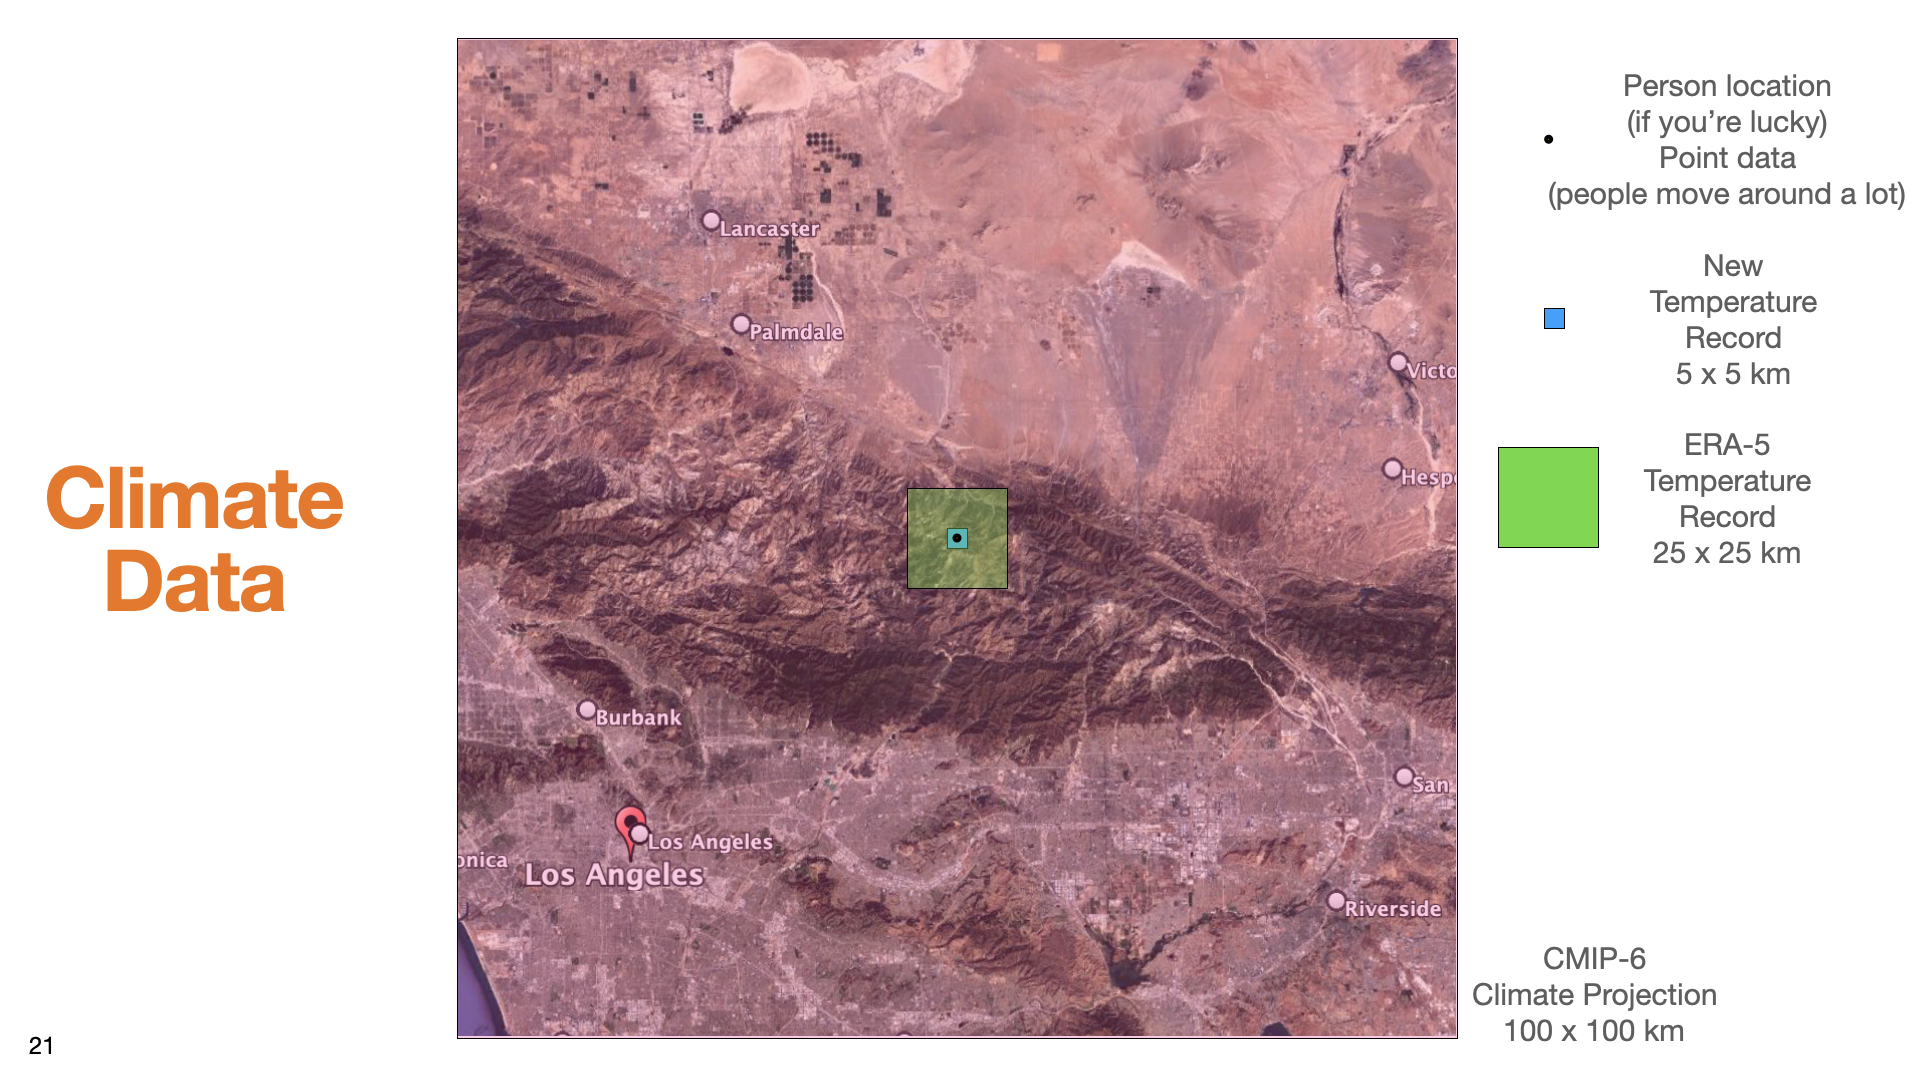 Climate
Data
Lancaster
Palmdale
Victo
Hespe
Burbank
San
Los Angeles
onica
Los Angeles
Riverside
Person location
(if you’re lucky)
Point data
(people move around a lot)
New
Temperature
Record
5 x 5 km
ERA-5
Temperature
Record
25 x 25 km
CMIP-6
Climate Projection
100 x 100 km
21